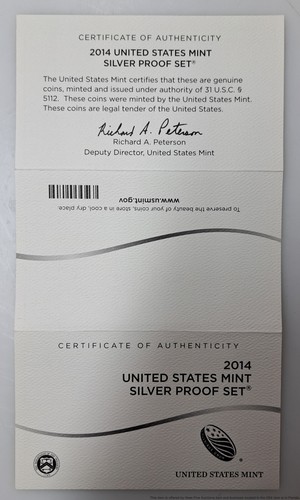 CERTIFICATE OF AUTHENTICITY
2014 UNITED STATES MINT
SILVER PROOF SET®
The United States Mint certifies that these are genuine
coins, minted and issued under authority of 31 U.S.C. §
5112. These coins were minted by the United States Mint.
These coins are legal tender of the United States.
Richard A. Peterson
Richard A. Peterson
Deputy Director, United States Mint
To preserve the beauty of your coins, store in a cool, dry place.
www.usmint.gov
CERTIFICATE OF AUTHENTICITY
2014
UNITED STATES MINT
SILVER PROOF SET®
UNITED STATES MINT